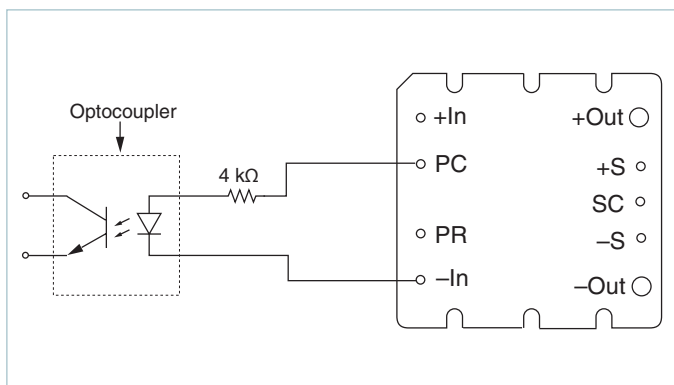 Optocoupler
4 kΩ
+In
PC
PR
–In
+Out
+S
SC
–S
–Out